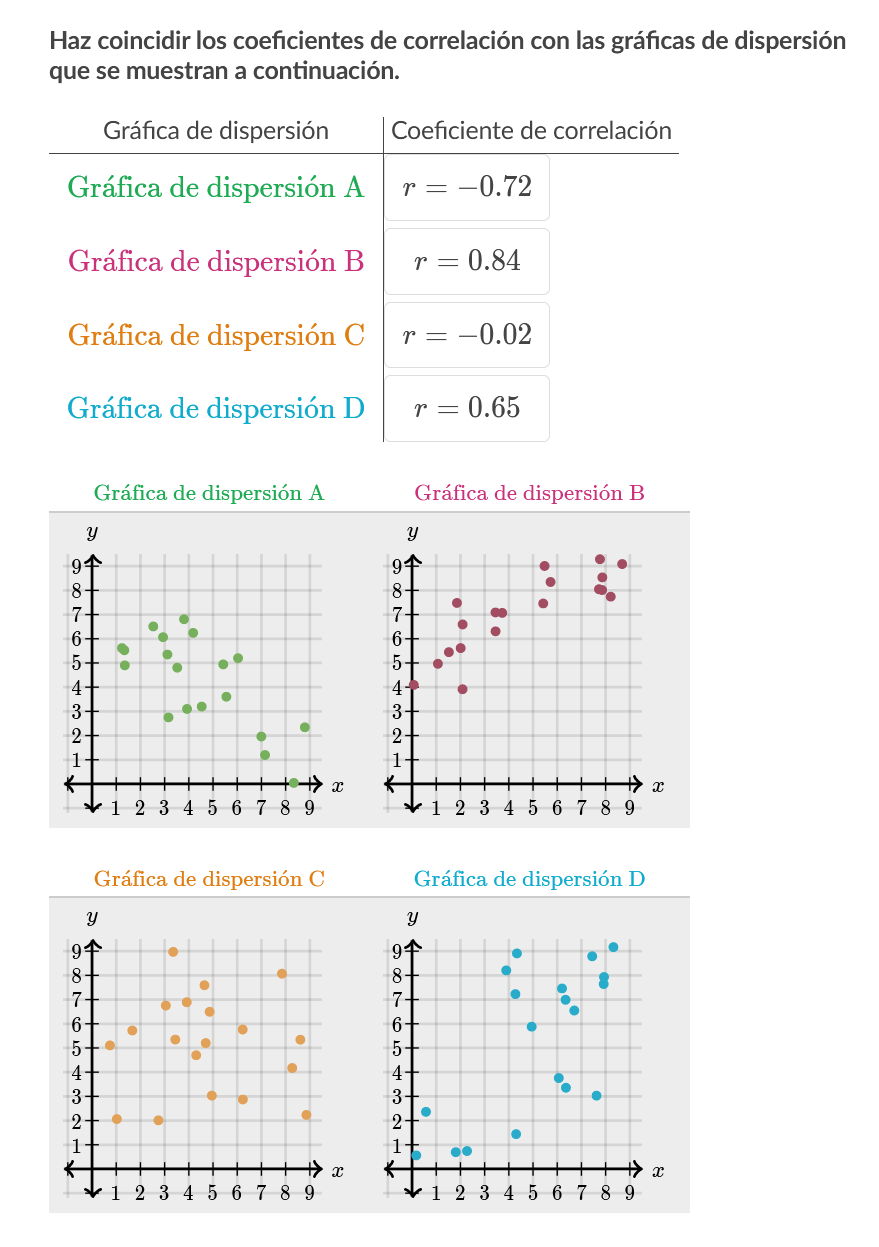 Haz coincidir los coeficientes de correlación con las gráficas de dispersión
que se muestran a continuación.
Gráfica de dispersión Coeficiente de correlación
Gráfica de dispersión A r = −0.72
Gráfica de dispersión B r = 0.84
Gráfica de dispersión C r = −0.02
Gráfica de dispersión D r = 0.65
Gráfica de dispersión A Gráfica de dispersión B
y y
9 9
8 8
7 7
6 6
5 5
4 4
3 3
2 2
1 1
x x
1 2 3 4 5 6 7 8 9 1 2 3 4 5 6 7 8 9
Gráfica de dispersión C Gráfica de dispersión D
y y
9 9
8 8
7 7
6 6
5 5
4 4
3 3
2 2
1 1
x x
1 2 3 4 5 6 7 8 9 1 2 3 4 5 6 7 8 9